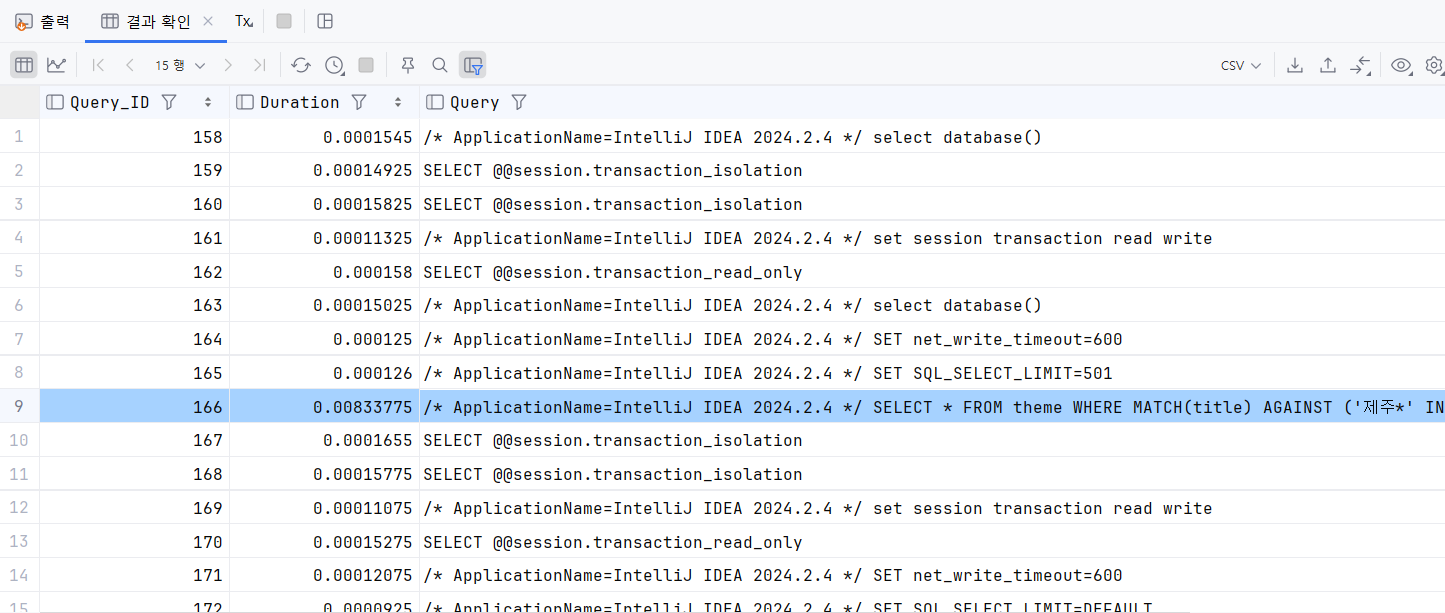 출력 결과 확인 Tx
15 행 CSV
Query_ID Duration Query
1 158 0.0001545 /* ApplicationName=IntelliJ IDEA 2024.2.4 */ select database()
2 159 0.00014925 SELECT @@session.transaction_isolation
3 160 0.00015825 SELECT @@session.transaction_isolation
4 161 0.00011325 /* ApplicationName=IntelliJ IDEA 2024.2.4 */ set session transaction read write
5 162 0.000158 SELECT @@session.transaction_read_only
6 163 0.00015025 /* ApplicationName=IntelliJ IDEA 2024.2.4 */ select database()
7 164 0.000125 /* ApplicationName=IntelliJ IDEA 2024.2.4 */ SET net_write_timeout=600
8 165 0.000126 /* ApplicationName=IntelliJ IDEA 2024.2.4 */ SET SQL_SELECT_LIMIT=501
9 166 0.00833775 /* ApplicationName=IntelliJ IDEA 2024.2.4 */ SELECT * FROM theme WHERE MATCH(title) AGAINST ('제주*' IN
10 167 0.0001655 SELECT @@session.transaction_isolation
11 168 0.00015775 SELECT @@session.transaction_isolation
12 169 0.00011075 /* ApplicationName=IntelliJ IDEA 2024.2.4 */ set session transaction read write
13 170 0.00015275 SELECT @@session.transaction_read_only
14 171 0.00012075 /* ApplicationName=IntelliJ IDEA 2024.2.4 */ SET net_write_timeout=600
15 172 0.0000925 /* ApplicationName=IntelliJ IDEA 2024.2.4 */ SET SQL_SELECT_LIMIT=DEFAULT